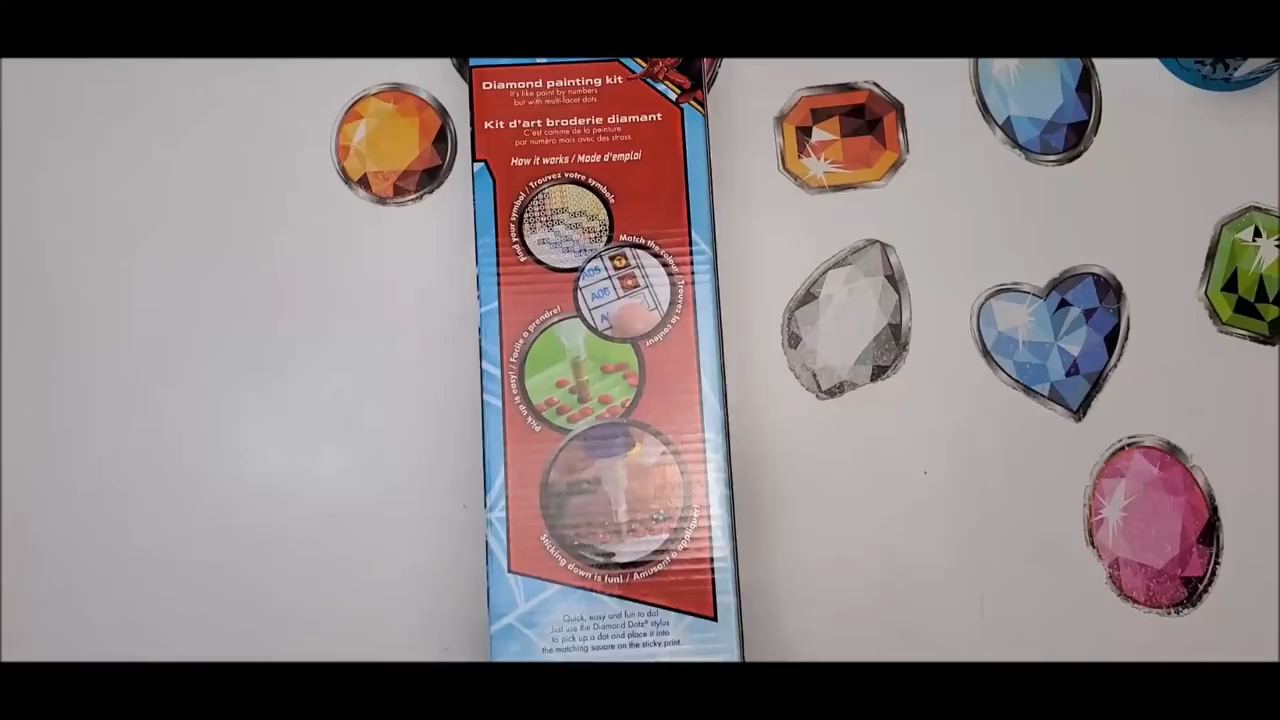 Diamond painting kit
It's like paint by numbers
but with multi-facet dots.
Kit d'art broderie diamant
C'est comme de la peinture
par numéro mais avec des strass.
How it works / Mode d'emploi
Find your symbol / Trouvez votre symbole
Match the colour / Trouvez la couleur
A05
A06
A
Pick up is easy! / Facile à prendre!
Sticking down is fun! / Amusant à appliquer!
Quick, easy and fun to do!
Just use the Diamond Dotz® stylus
to pick up a dot and place it into
the matching square on the sticky print.